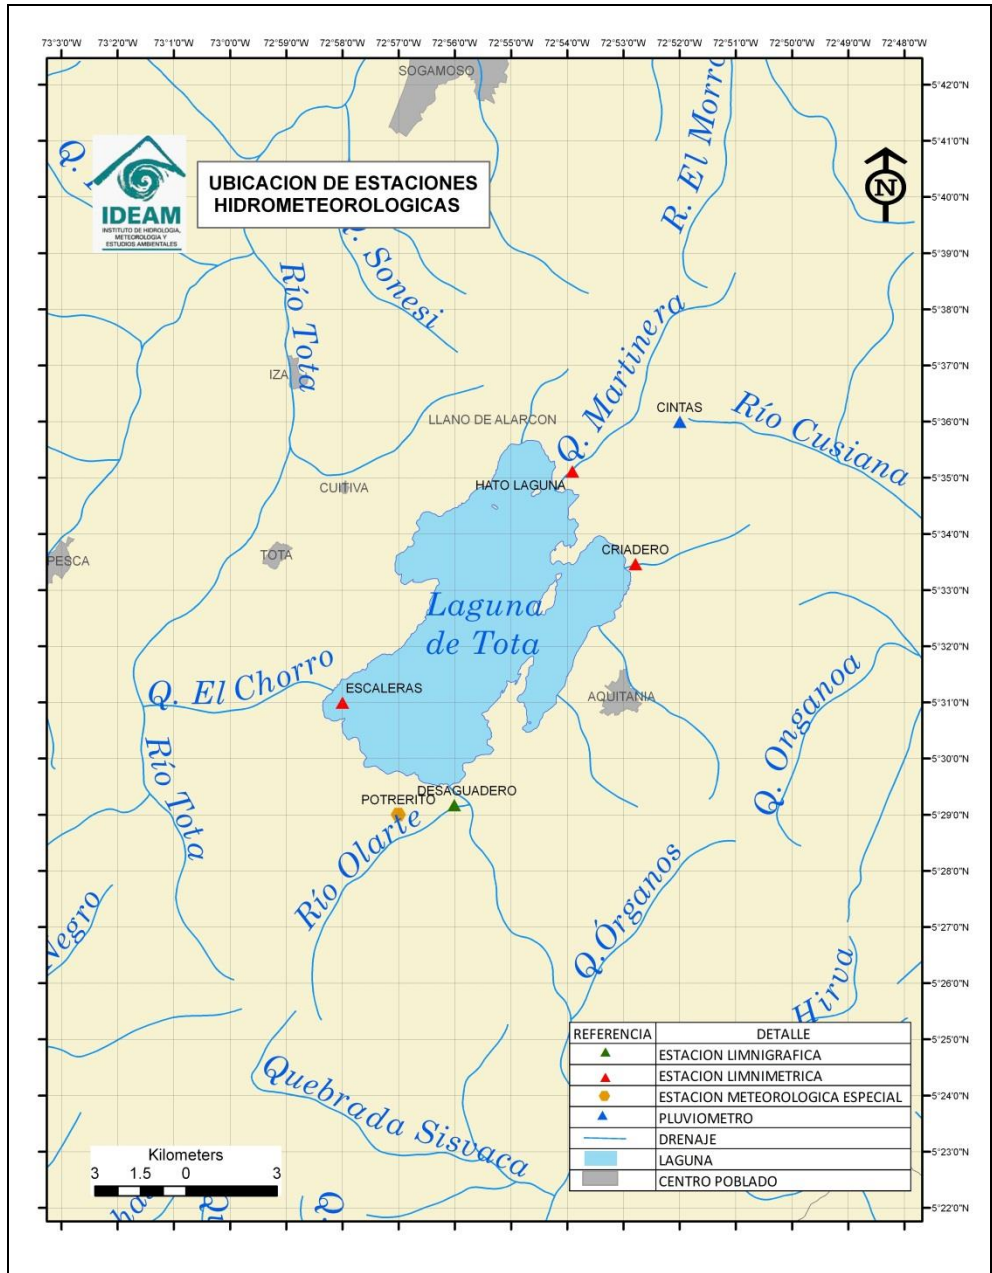 73°3'0"W 73°2'0"W 73°1'0"W 73°0'0"W 72°59'0"W 72°58'0"W 72°57'0"W 72°56'0"W 72°55'0"W 72°54'0"W 72°53'0"W 72°52'0"W 72°51'0"W 72°50'0"W 72°49'0"W 72°48'0"W
SOGAMOSO
5°42'0"N
R. El Morro
5°41'0"N
Q.
IDEAM
INSTITUTO DE HIDROLOGIA,
METEOROLOGIA Y
ESTUDIOS AMBIENTALES
UBICACION DE ESTACIONES
HIDROMETEOROLOGICAS
N
5°40'0"N
Q. Sonesi
5°39'0"N
Río Tota
5°38'0"N
Q. Martinera
5°37'0"N
IZA
CINTAS
Río Cusiana
LLANO DE ALARCON
5°36'0"N
CUITIVA
HATO LAGUNA
5°35'0"N
5°34'0"N
PESCA
TOTA
CRIADERO
5°33'0"N
Laguna
de Tota
5°32'0"N
Q. El Chorro
ESCALERAS
AQUITANIA
5°31'0"N
Q. Onganoa
Río Tota
5°30'0"N
DESAGUADERO
POTRERITO
5°29'0"N
Río Olarte
5°28'0"N
Q.Órganos
Negro
5°27'0"N
Hirva
5°26'0"N
5°25'0"N
Quebrada Sisvaca
5°24'0"N
5°23'0"N
5°22'0"N
REFERENCIA DETALLE
ESTACION LIMNIGRAFICA
ESTACION LIMNIMETRICA
ESTACION METEOROLOGICA ESPECIAL
PLUVIOMETRO
DRENAJE
LAGUNA
CENTRO POBLADO
Kilometers
3 1.5 0 3
Q.